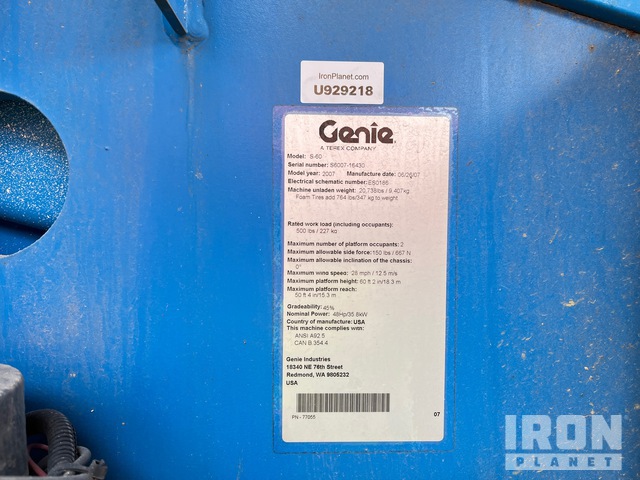 IronPlanet.com
U929218
Genie
A TEREX COMPANY
Model: S-60
Serial number: S6007-16430
Model year: 2007 Manufacture date: 06/26/07
Electrical schematic number: ES0186
Machine unladen weight: 20,738lbs / 9,407kg
Foam Tires add 764 lbs/347 kg to weight
Rated work load (including occupants):
500 lbs / 227 kg
Maximum number of platform occupants: 2
Maximum allowable side force: 150 lbs / 667 N
Maximum allowable inclination of the chassis:
0°
Maximum wind speed: 28 mph / 12.5 m/s
Maximum platform height: 60 ft 2 in/18.3 m
Maximum platform reach:
50 ft 4 in/15.3 m
Gradeability: 45%
Nominal Power: 48Hp/35.8kW
Country of manufacture: USA
This machine complies with:
ANSI A92.5
CAN B.354.4
Genie Industries
18340 NE 76th Street
Redmond, WA 9805232
USA
PN - 77055 07
IRON
PLANET